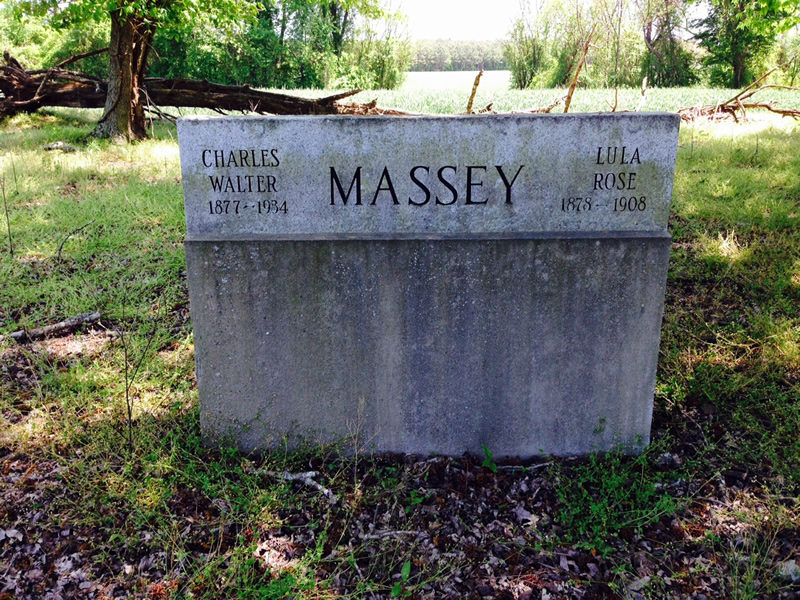 CHARLES
WALTER
1877--1934
MASSEY
LULA
ROSE
1878--1908